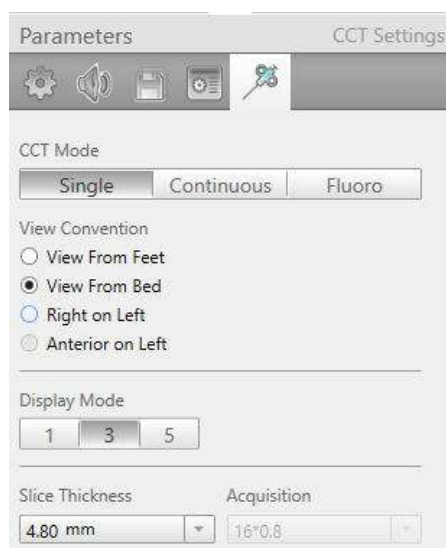 Parameters CCT Settings
CCT Mode
Single Continuous Fluoro
View Convention
View From Feet
View From Bed
Right on Left
Anterior on Left
Display Mode
1 3 5
Slice Thickness Acquisition
4.80 mm 16*0.8